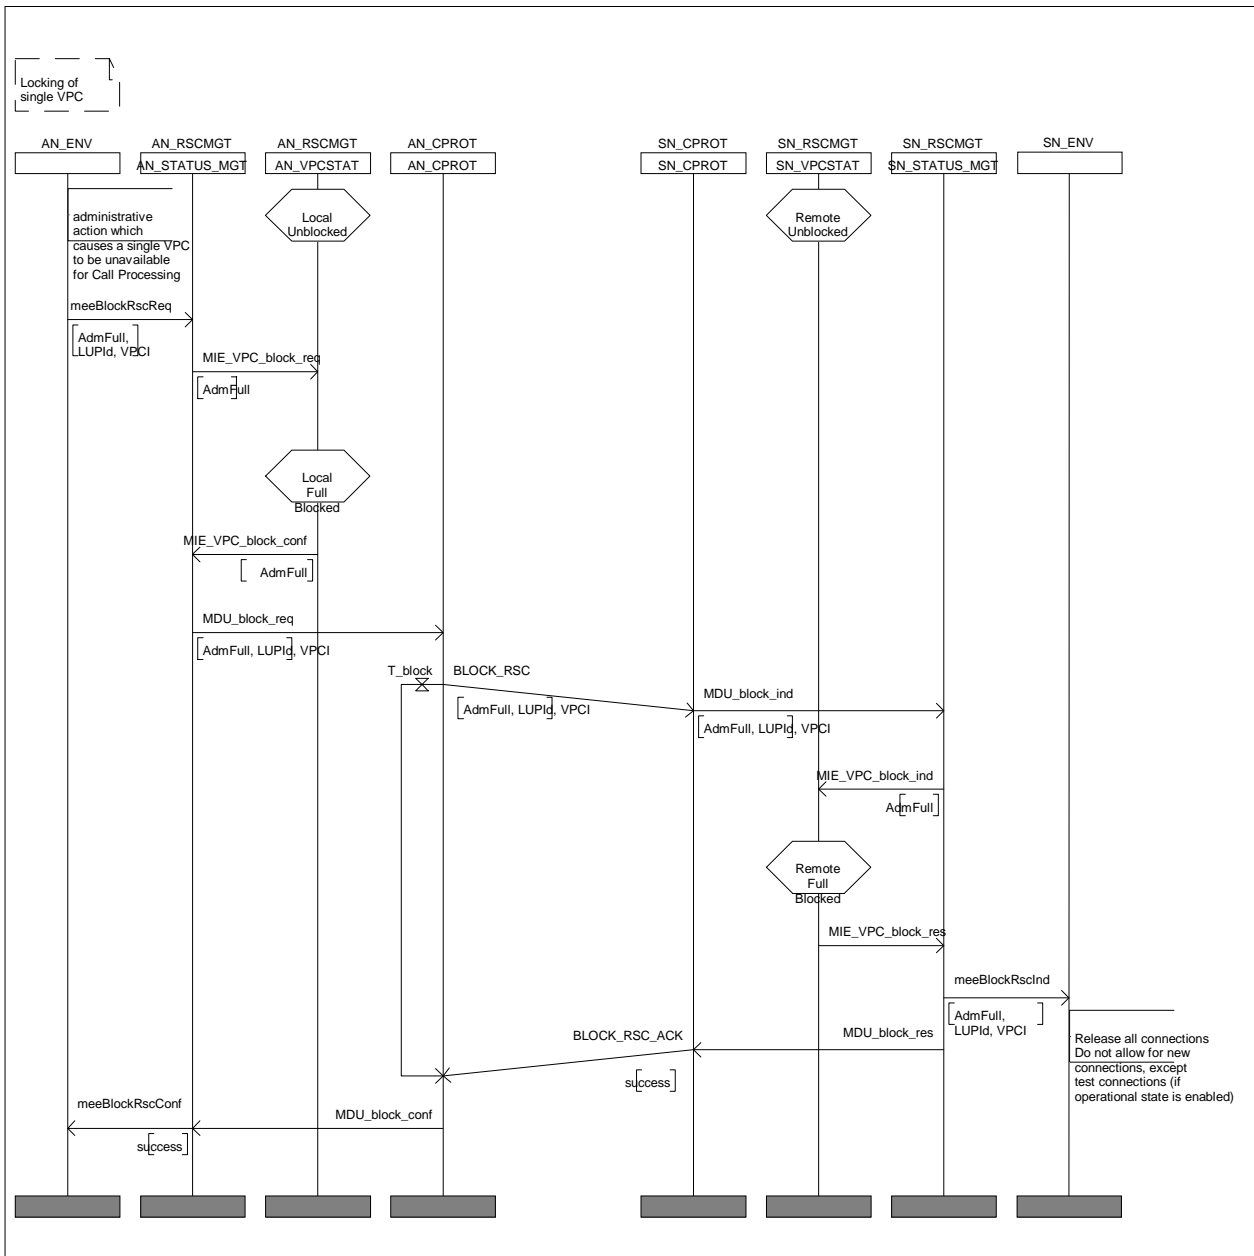 Locking of
single VPC
AN_ENV
AN_RSCMGT
AN_RSCMGT
AN_CPROT
SN_CPROT
SN_RSCMGT
SN_RSCMGT
SN_ENV
AN_STATUS_MGT
AN_VPCSTAT
AN_CPROT
SN_CPROT
SN_VPCSTAT
SN_STATUS_MGT
administrative
action which
causes a single VPC
to be unavailable
for Call Processing
Local
Unblocked
Remote
Unblocked
meeBlockRscReq
AdmFull,
LUPId, VPCI
MIE_VPC_block_req
AdmFull
Local
Full
Blocked
MIE_VPC_block_conf
AdmFull
MDU_block_req
AdmFull, LUPId, VPCI
T_block
BLOCK_RSC
AdmFull, LUPId, VPCI
MDU_block_ind
AdmFull, LUPId, VPCI
MIE_VPC_block_ind
AdmFull
Remote
Full
Blocked
MIE_VPC_block_res
meeBlockRscInd
AdmFull,
LUPId, VPCI
MDU_block_res
BLOCK_RSC_ACK
success
Release all connections
Do not allow for new
connections, except
test connections (if
operational state is enabled)
meeBlockRscConf
MDU_block_conf
success